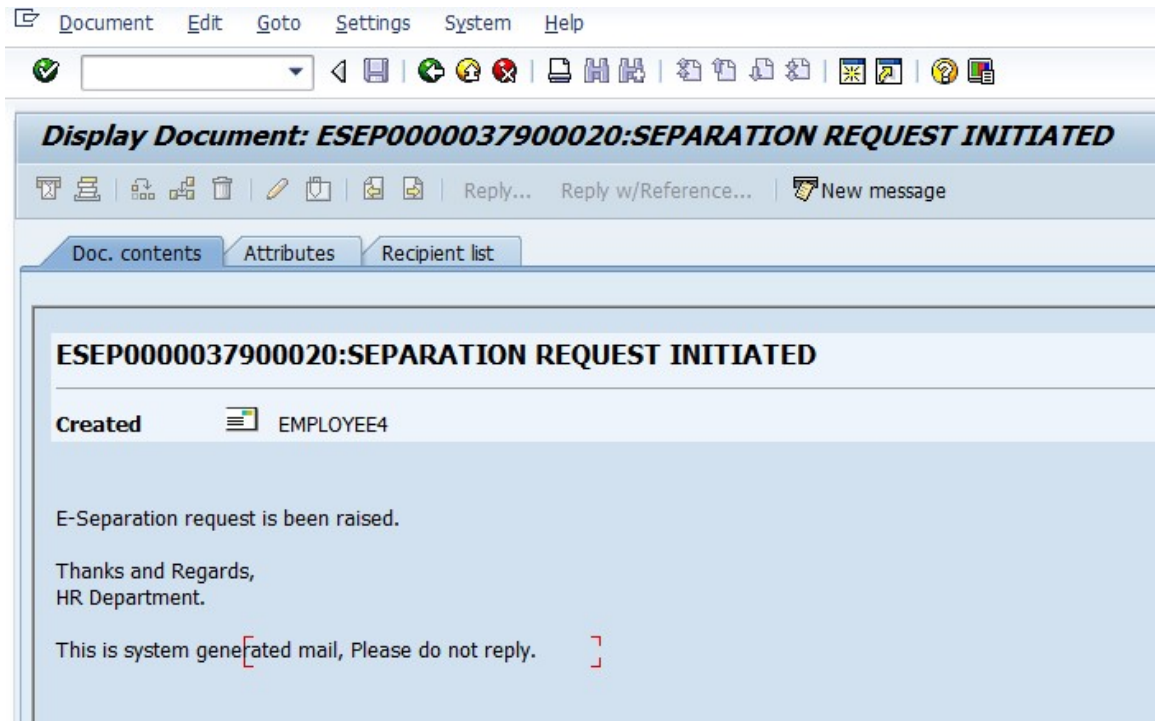 Document Edit Goto Settings System Help
Display Document: ESEP0000037900020:SEPARATION REQUEST INITIATED
Reply... Reply w/Reference... New message
Doc. contents Attributes Recipient list
ESEP0000037900020:SEPARATION REQUEST INITIATED
Created EMPLOYEE4
E-Separation request is been raised.
Thanks and Regards,
HR Department.
This is system generated mail, Please do not reply.